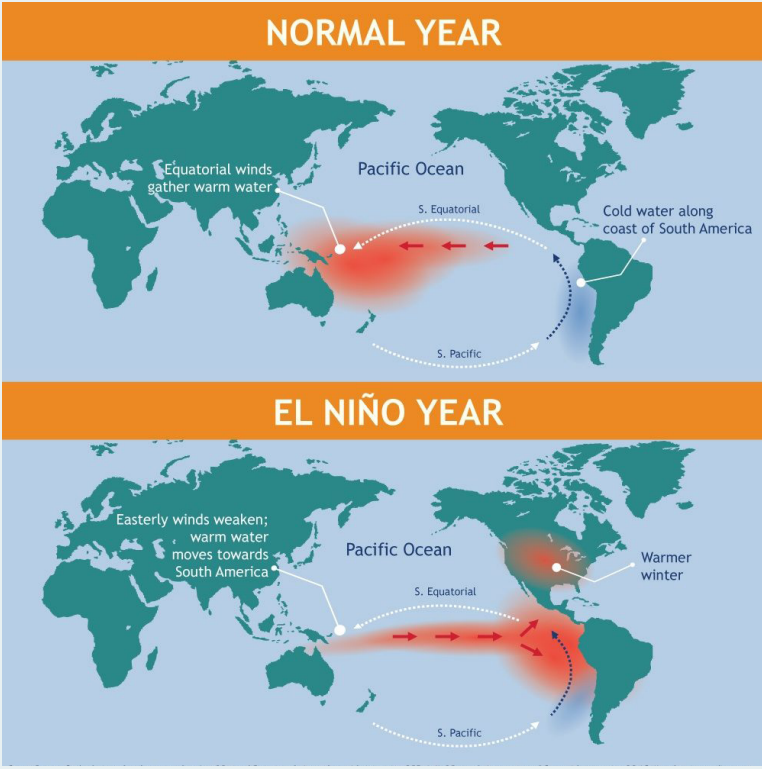 NORMAL YEAR
Equatorial winds
gather warm water
Pacific Ocean
S. Equatorial
Cold water along
coast of South America
S. Pacific
EL NIÑO YEAR
Easterly winds weaken;
warm water
moves towards
South America
Pacific Ocean
S. Equatorial
Warmer
winter
S. Pacific